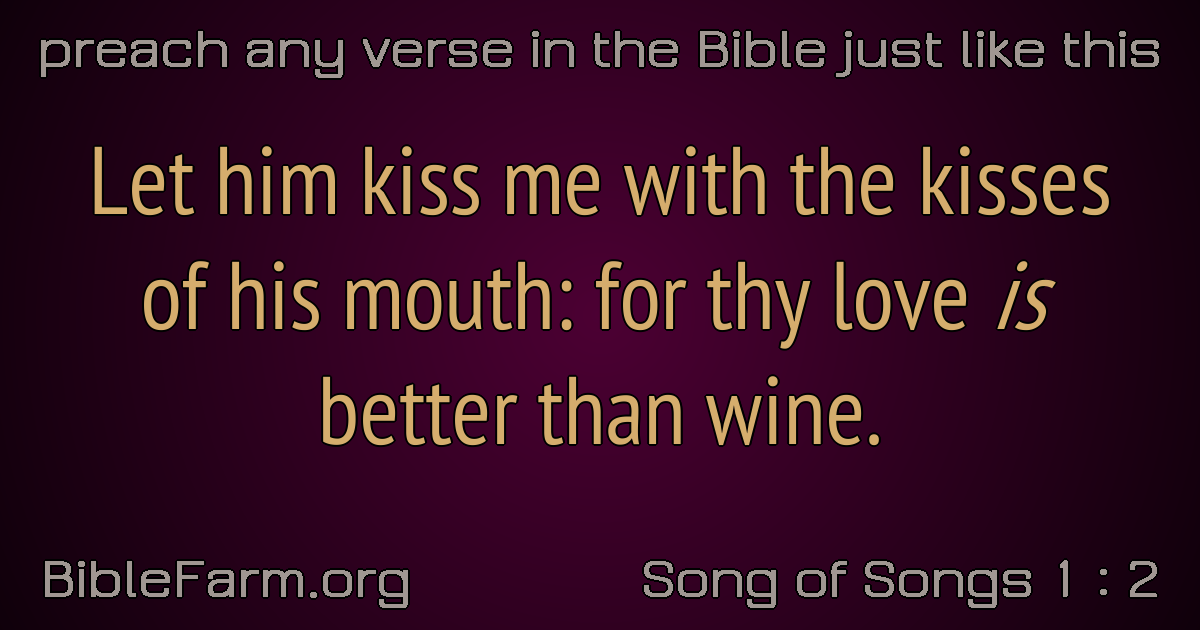 preach any verse in the Bible just like this
Let him kiss me with the kisses
of his mouth: for thy love is
better than wine.
BibleFarm.org
Song of Songs 1 : 2